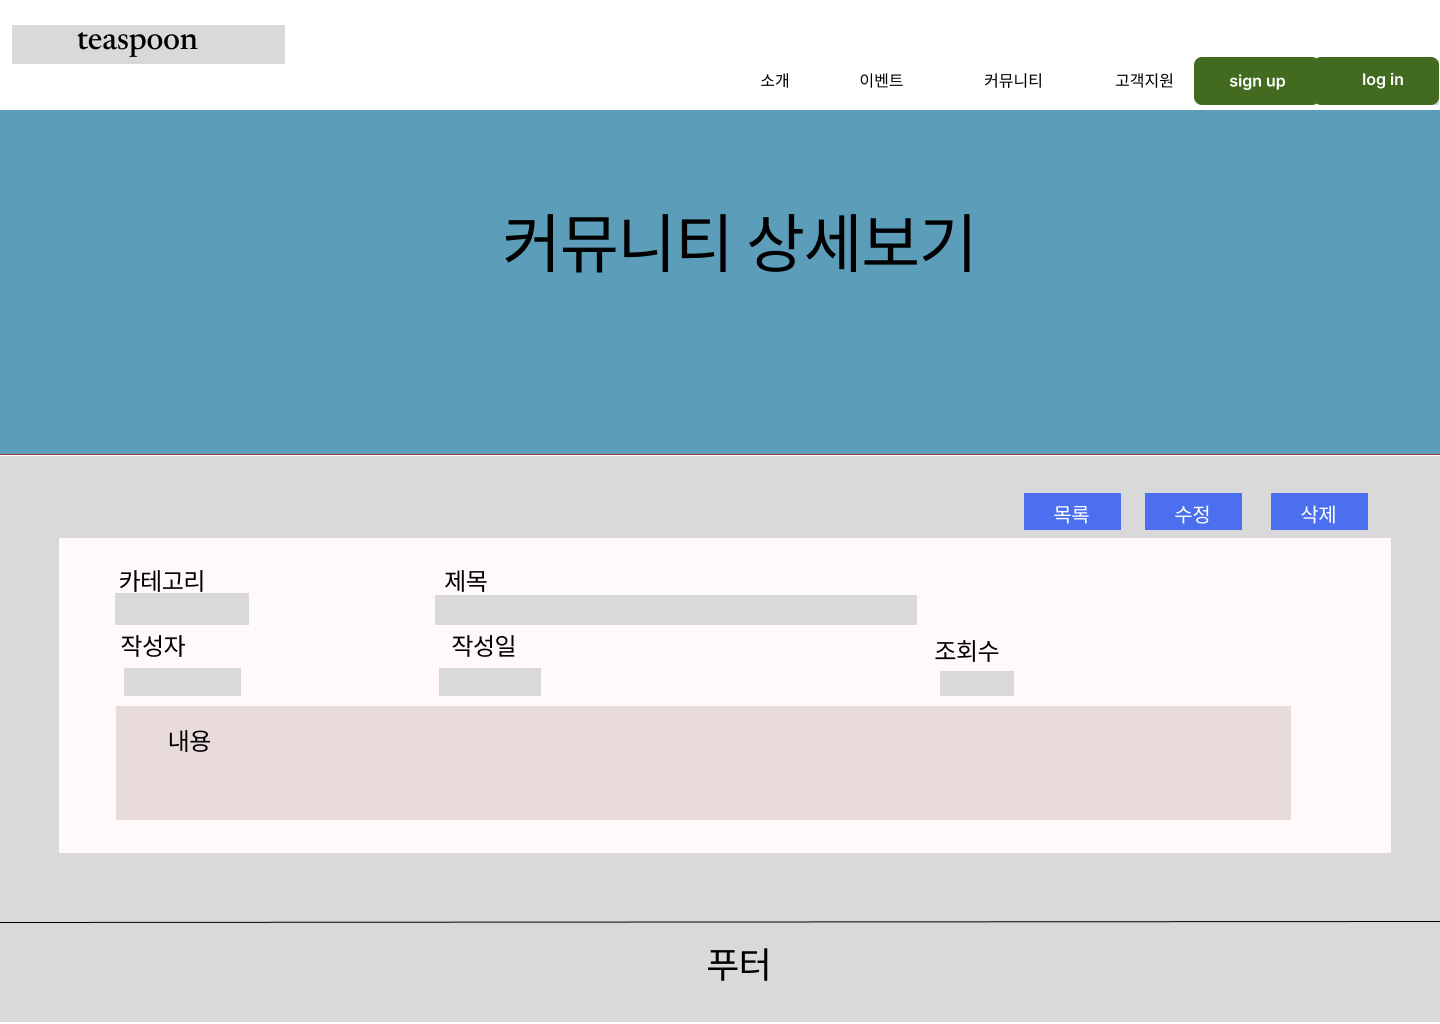 teaspoon
소개 이벤트 커뮤니티 고객지원 sign up log in
커뮤니티 상세보기
목록 수정 삭제
카테고리 제목
작성자 작성일 조회수
내용
푸터